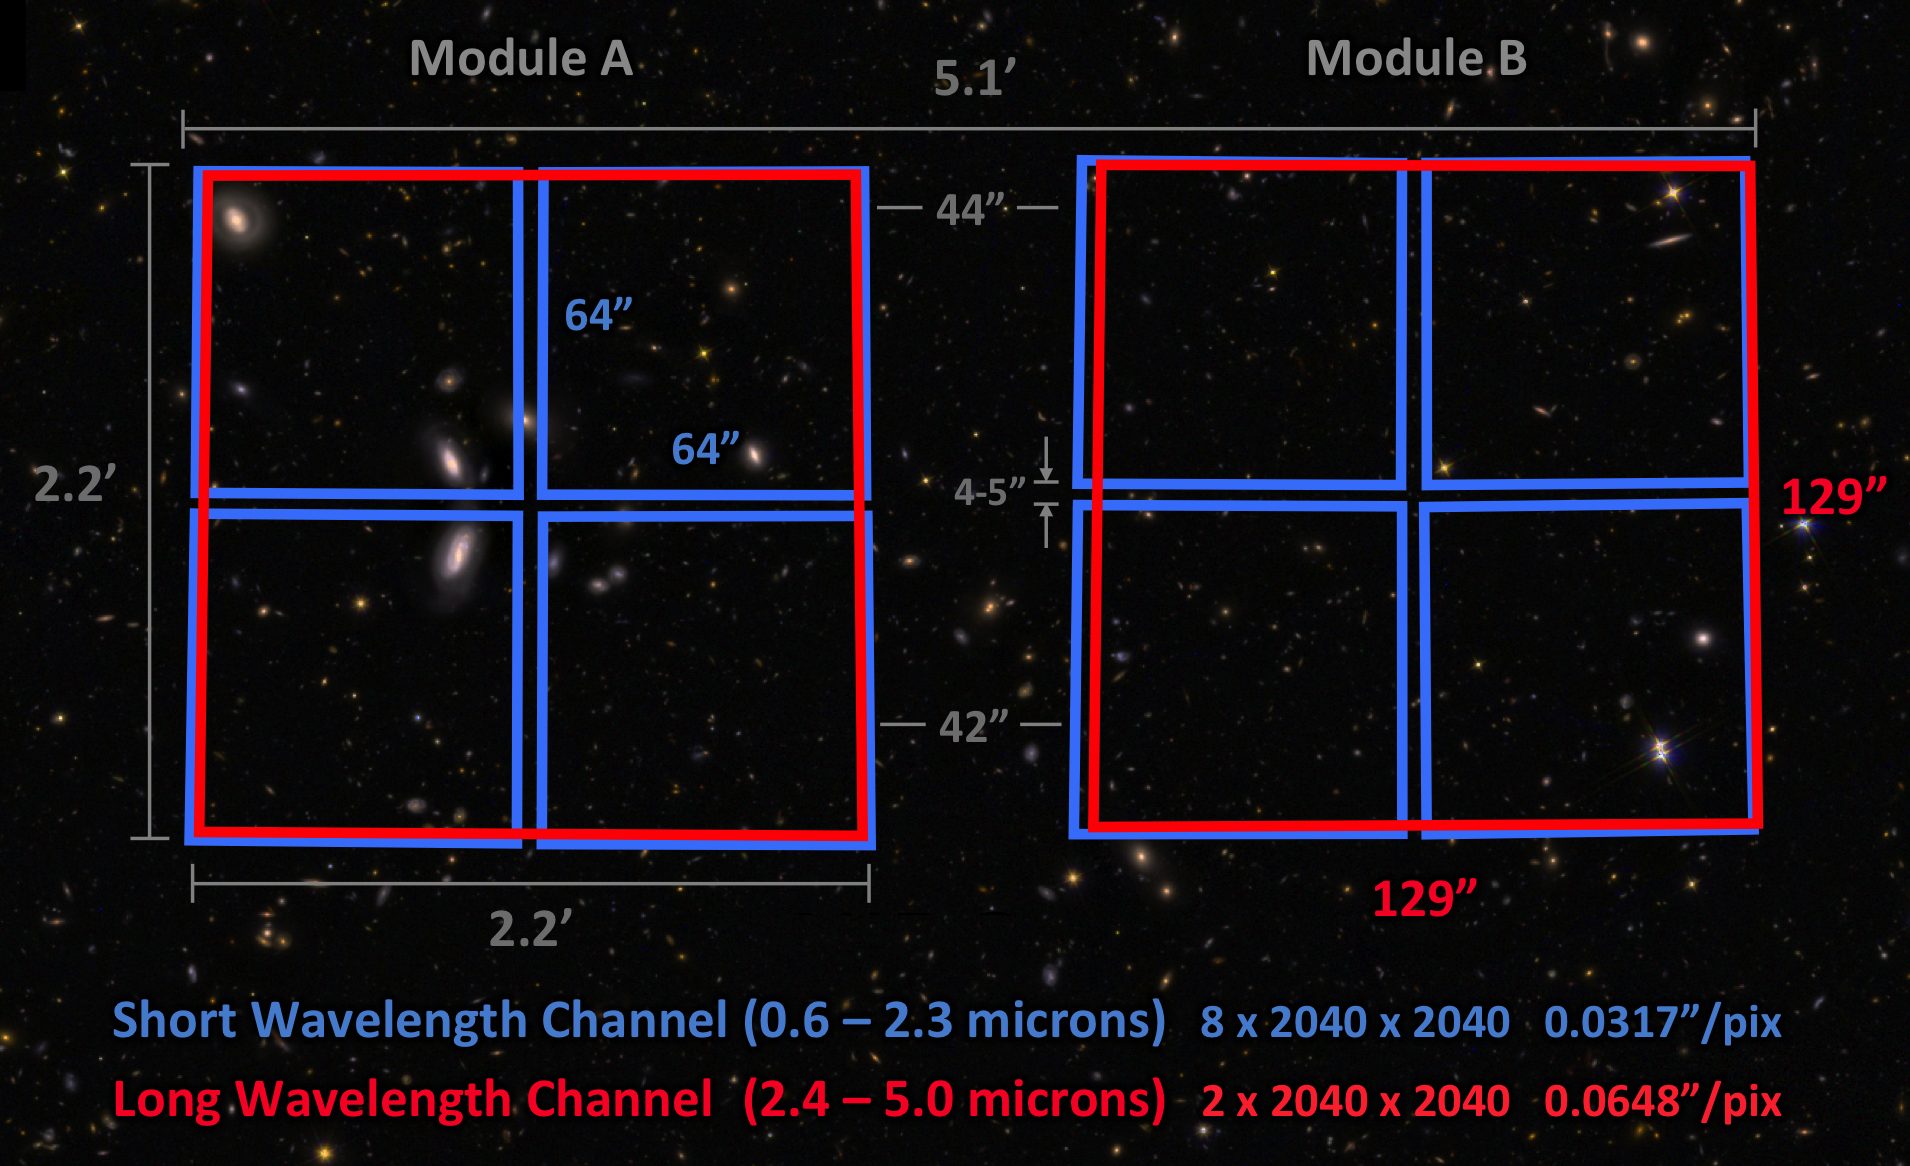 Module A
Module B
5.1’
44”
64”
64”
2.2’
4-5”
129”
42”
129”
2.2’
Short Wavelength Channel (0.6 – 2.3 microns) 8 x 2040 x 2040 0.0317”/pix
Long Wavelength Channel (2.4 – 5.0 microns) 2 x 2040 x 2040 0.0648”/pix